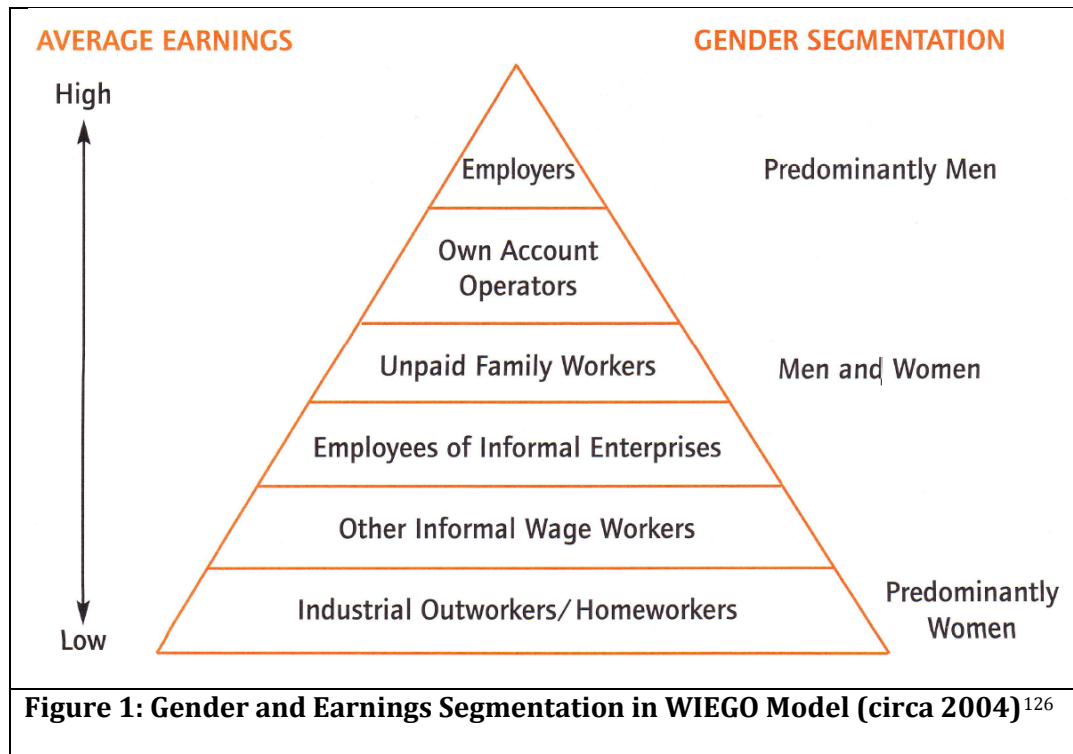 AVERAGE EARNINGS
GENDER SEGMENTATION
High
Employers
Predominantly Men
Own Account
Operators
Unpaid Family Workers
Men and Women
Employees of Informal Enterprises
Other Informal Wage Workers
Industrial Outworkers/Homeworkers
Predominantly
Women
Low
Figure 1: Gender and Earnings Segmentation in WIEGO Model (circa 2004)126